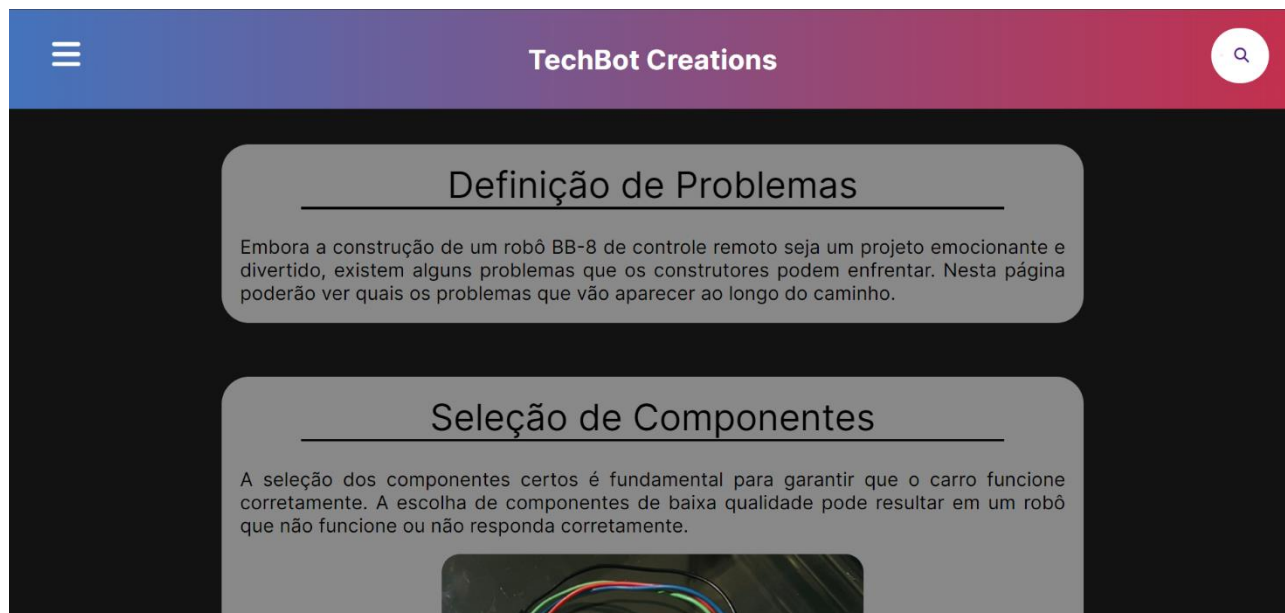 TechBot Creations
Definição de Problemas
Embora a construção de um robô BB-8 de controle remoto seja um projeto emocionante e
divertido, existem alguns problemas que os construtores podem enfrentar. Nesta página
poderão ver quais os problemas que vão aparecer ao longo do caminho.
Seleção de Componentes
A seleção dos componentes certos é fundamental para garantir que o carro funcione
corretamente. A escolha de componentes de baixa qualidade pode resultar em um robô
que não funcione ou não responda corretamente.